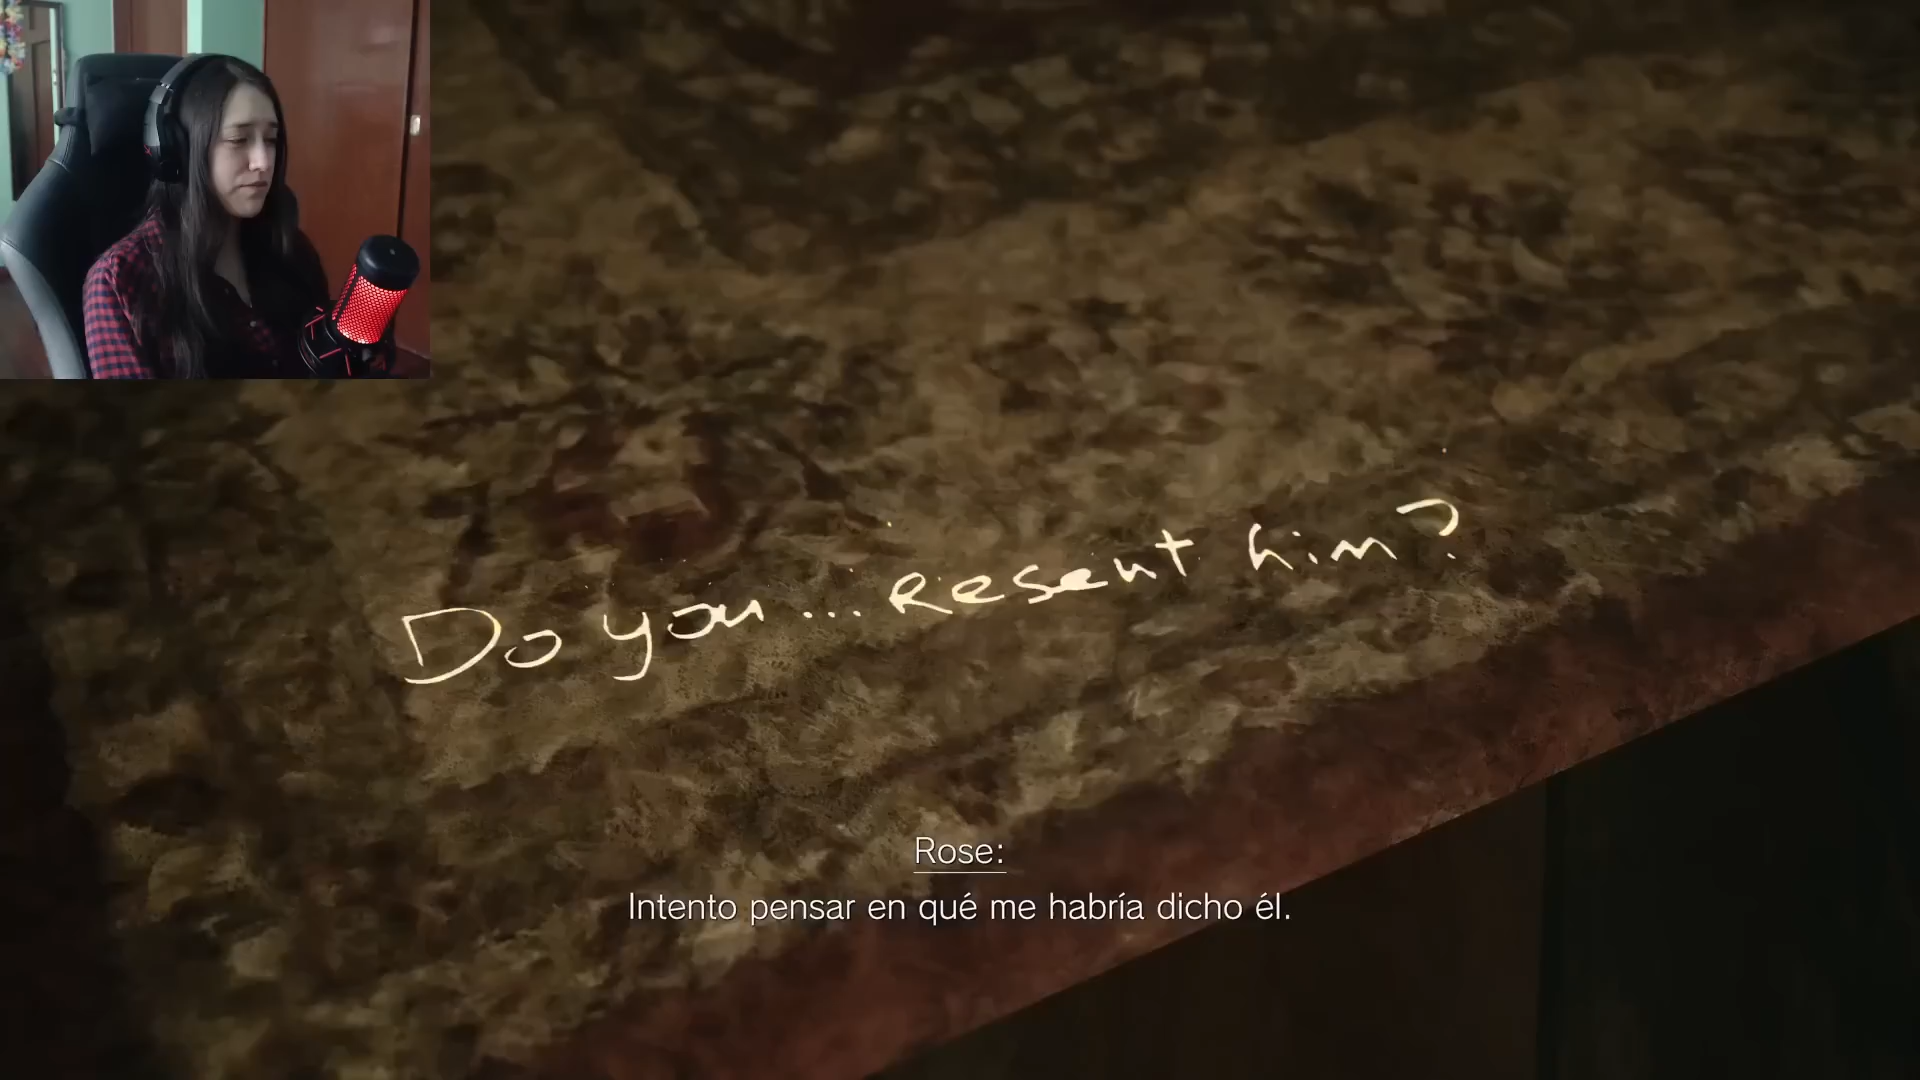 Do you... Resent him?
Rose:
Intento pensar en qué me habría dicho él.